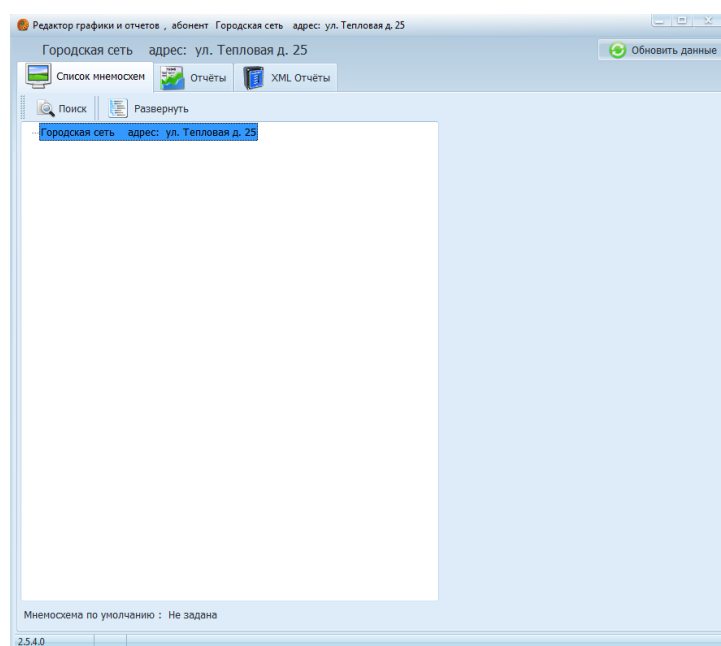 Редактор графики и отчетов , абонент Городская сеть адрес: ул. Тепловая д. 25
Городская сеть адрес: ул. Тепловая д. 25
Обновить данные
Список мнемосхем Отчёты XML Отчёты
Поиск Развернуть
Городская сеть адрес: ул. Тепловая д. 25
Мнемосхема по умолчанию : Не задана
2.5.4.0